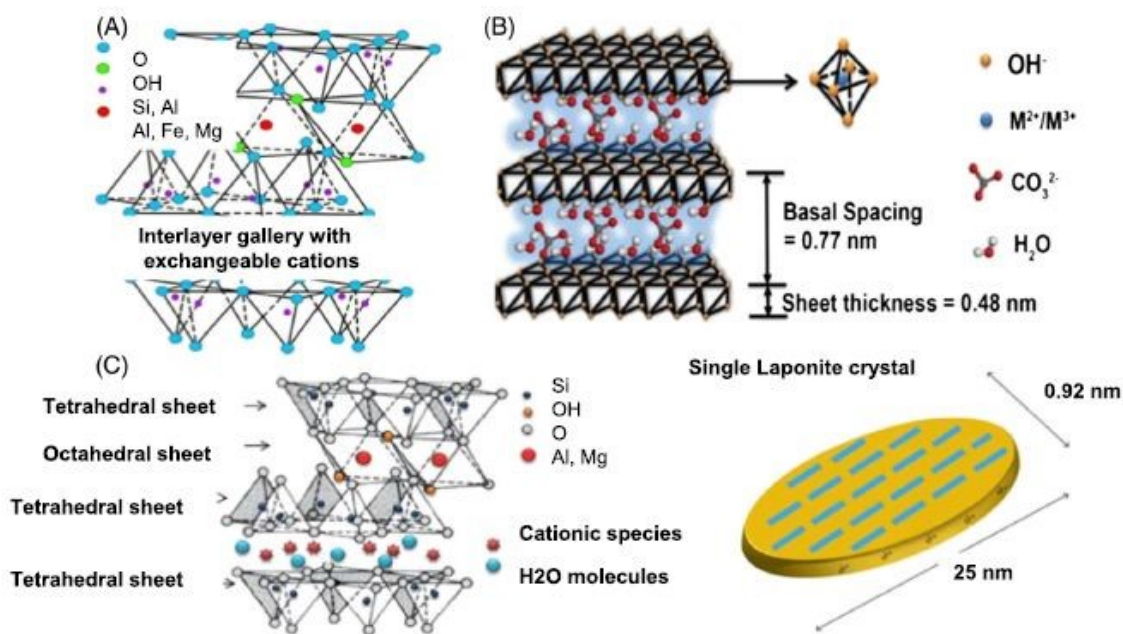 (A)
O
OH
Si, Al
Al, Fe, Mg
Interlayer gallery with
exchangeable cations
(B)
OH-
M2+/M3+
CO3 2-
H2O
Basal Spacing
= 0.77 nm
Sheet thickness = 0.48 nm
(C)
Tetrahedral sheet
Octahedral sheet
Tetrahedral sheet
Tetrahedral sheet
Si
OH
O
Al, Mg
Cationic species
H2O molecules
Single Laponite crystal
0.92 nm
25 nm